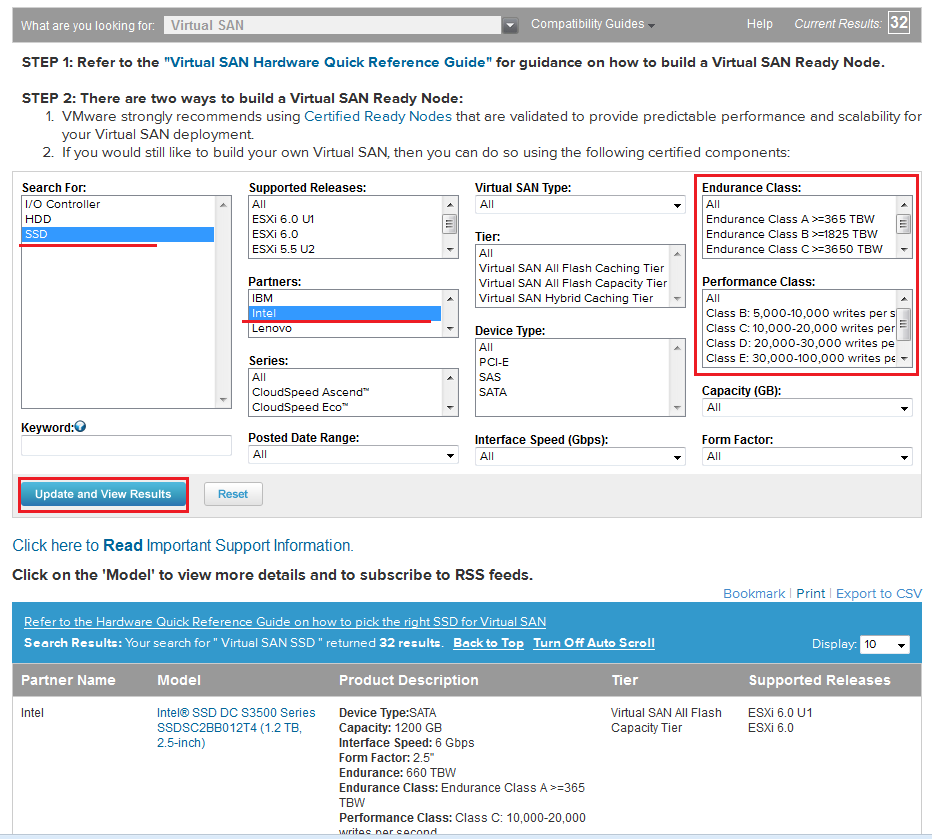 What are you looking for: Virtual SAN Compatibility Guides Help Current Results: 32
STEP 1: Refer to the "Virtual SAN Hardware Quick Reference Guide" for guidance on how to build a Virtual SAN Ready Node.
STEP 2: There are two ways to build a Virtual SAN Ready Node:
1. VMware strongly recommends using Certified Ready Nodes that are validated to provide predictable performance and scalability for
your Virtual SAN deployment.
2. If you would still like to build your own Virtual SAN, then you can do so using the following certified components:
Search For:
I/O Controller
HDD
SSD
Keyword:
Supported Releases:
All
ESXi 6.0 U1
ESXi 6.0
ESXi 5.5 U2
Partners:
IBM
Intel
Lenovo
Series:
All
CloudSpeed Ascend™
CloudSpeed Eco™
Posted Date Range:
All
Virtual SAN Type:
All
Tier:
All
Virtual SAN All Flash Caching Tier
Virtual SAN All Flash Capacity Tier
Virtual SAN Hybrid Caching Tier
Device Type:
All
PCI-E
SAS
SATA
Interface Speed (Gbps):
All
Endurance Class:
All
Endurance Class A >=365 TBW
Endurance Class B >=1825 TBW
Endurance Class C >=3650 TBW
Performance Class:
All
Class B: 5,000-10,000 writes per s
Class C: 10,000-20,000 writes per
Class D: 20,000-30,000 writes pe
Class E: 30,000-100,000 writes pe
Capacity (GB):
All
Form Factor:
All
Update and View Results Reset
Click here to Read Important Support Information.
Click on the 'Model' to view more details and to subscribe to RSS feeds.
Bookmark | Print | Export to CSV
Refer to the Hardware Quick Reference Guide on how to pick the right SSD for Virtual SAN
Search Results: Your search for " Virtual SAN SSD " returned 32 results. Back to Top Turn Off Auto Scroll Display: 10
Partner Name Model Product Description Tier Supported Releases
Intel
Intel® SSD DC S3500 Series
SSDSC2BB012T4 (1.2 TB,
2.5-inch)
Device Type:SATA
Capacity: 1200 GB
Interface Speed: 6 Gbps
Form Factor: 2.5"
Endurance: 660 TBW
Endurance Class: Endurance Class A >=365
TBW
Performance Class: Class C: 10,000-20,000
writes per second
Virtual SAN All Flash
Capacity Tier
ESXi 6.0 U1
ESXi 6.0